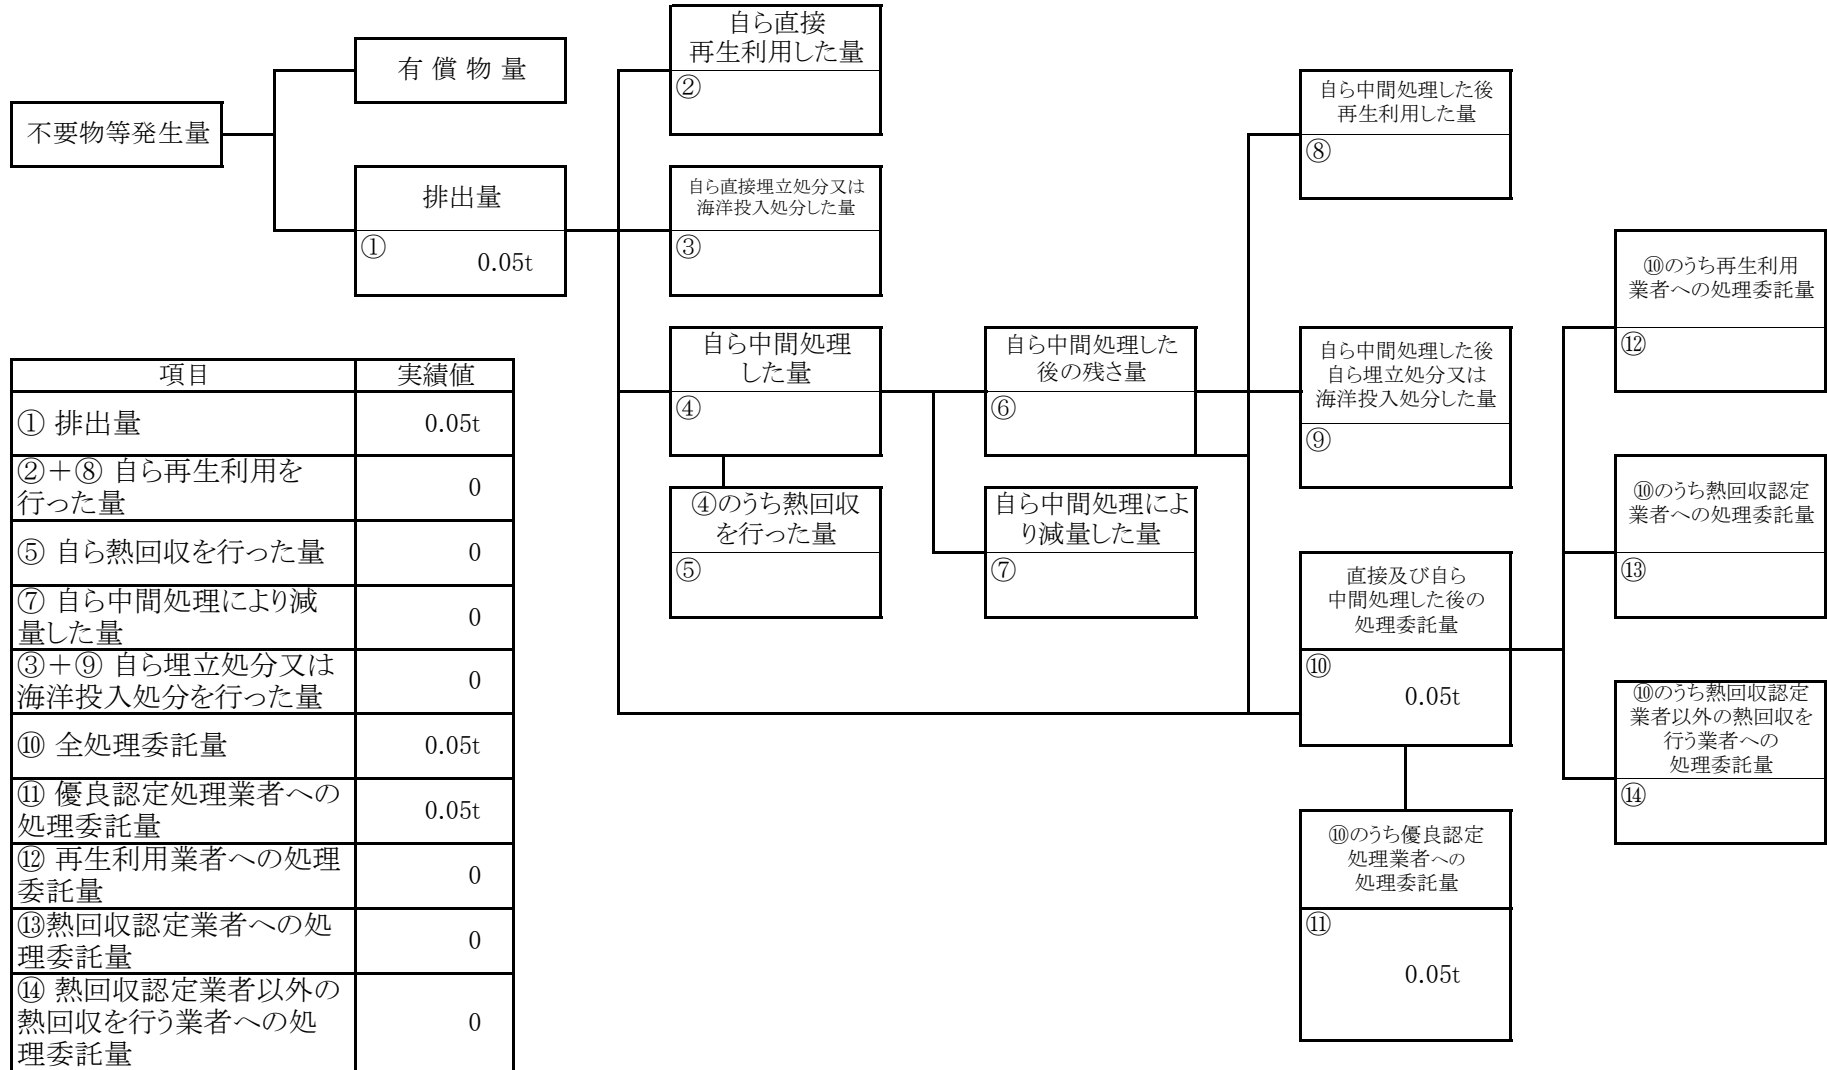 自ら直接
再生利用した量
②
有 償 物 量
不要物等発生量
排出量
①
0.05t
自ら直接埋立処分又は
海洋投入処分した量
③
自ら中間処理した後
再生利用した量
⑧
自ら中間処理
した量
④
自ら中間処理した
後の残さ量
⑥
自ら中間処理した後
自ら埋立処分又は
海洋投入処分した量
⑨
④のうち熱回収
を行った量
⑤
自ら中間処理によ
り減量した量
⑦
直接及び自ら
中間処理した後の
処理委託量
⑩
0.05t
⑩のうち優良認定
処理業者への
処理委託量
⑪
0.05t
⑩のうち再生利用
業者への処理委託量
⑫
⑩のうち熱回収認定
業者への処理委託量
⑬
⑩のうち熱回収認定
業者以外の熱回収を
行う業者への
処理委託量
⑭
項目 実績値
① 排出量 0.05t
②＋⑧ 自ら再生利用を
行った量 0
⑤ 自ら熱回収を行った量 0
⑦ 自ら中間処理により減
量した量 0
③＋⑨ 自ら埋立処分又は
海洋投入処分を行った量 0
⑩ 全処理委託量 0.05t
⑪ 優良認定処理業者への
処理委託量 0.05t
⑫ 再生利用業者への処理
委託量 0
⑬熱回収認定業者への処
理委託量 0
⑭ 熱回収認定業者以外の
熱回収を行う業者への処
理委託量 0